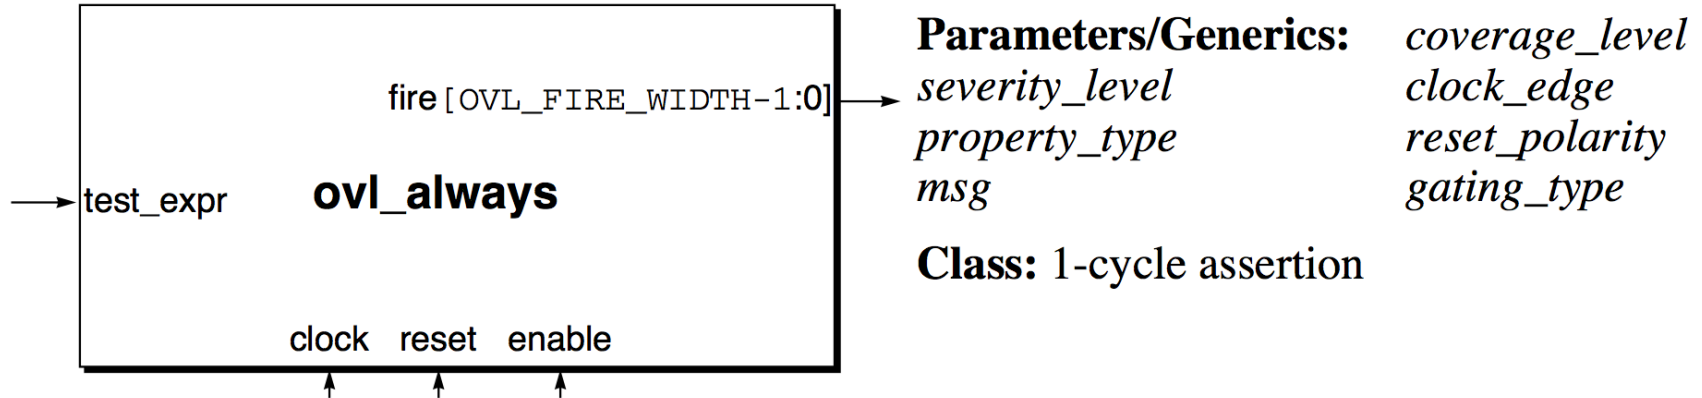 fire[OVL_FIRE_WIDTH-1:0]
test_expr
ovl_always
clock reset enable
Parameters/Generics: coverage_level
severity_level clock_edge
property_type reset_polarity
msg gating_type
Class: 1-cycle assertion